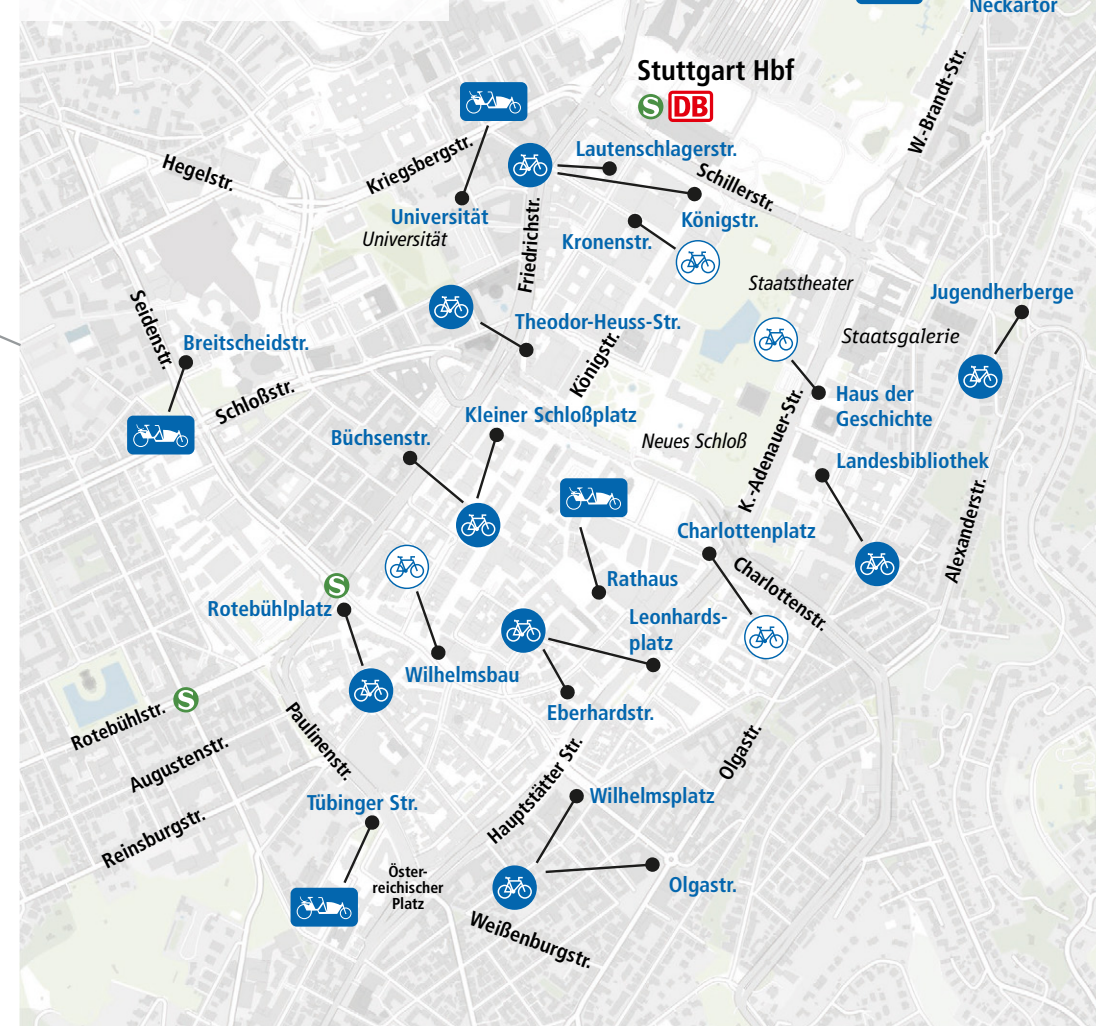 Neckartor
Stuttgart Hbf
S DB
W.-Brandt-Str.
Lautenschlagerstr.
Hegelstr.
Kriegsbergstr.
Schillerstr.
Universität
Universität
Friedrichstr.
Königstr.
Kronenstr.
Staatstheater
Jugendherberge
Seidenstr.
Breitscheidstr.
Theodor-Heuss-Str.
Königstr.
Staatsgalerie
Schloßstr.
Haus der
Geschichte
Kleiner Schloßplatz
Büchsenstr.
Neues Schloß
K.-Adenauer-Str.
Landesbibliothek
Alexanderstr.
Charlottenplatz
Charlottenstr.
S
Rotebühlplatz
Rathaus
Leonhards-
platz
Wilhelmsbau
Eberhardstr.
Rotebühlstr.
S
Augustenstr.
Paulinenstr.
Reinsburgstr.
Hauptstätter Str.
Olgastr.
Tübinger Str.
Wilhelmsplatz
Öster-
reichischer
Platz
Olgastr.
Weißenburgstr.